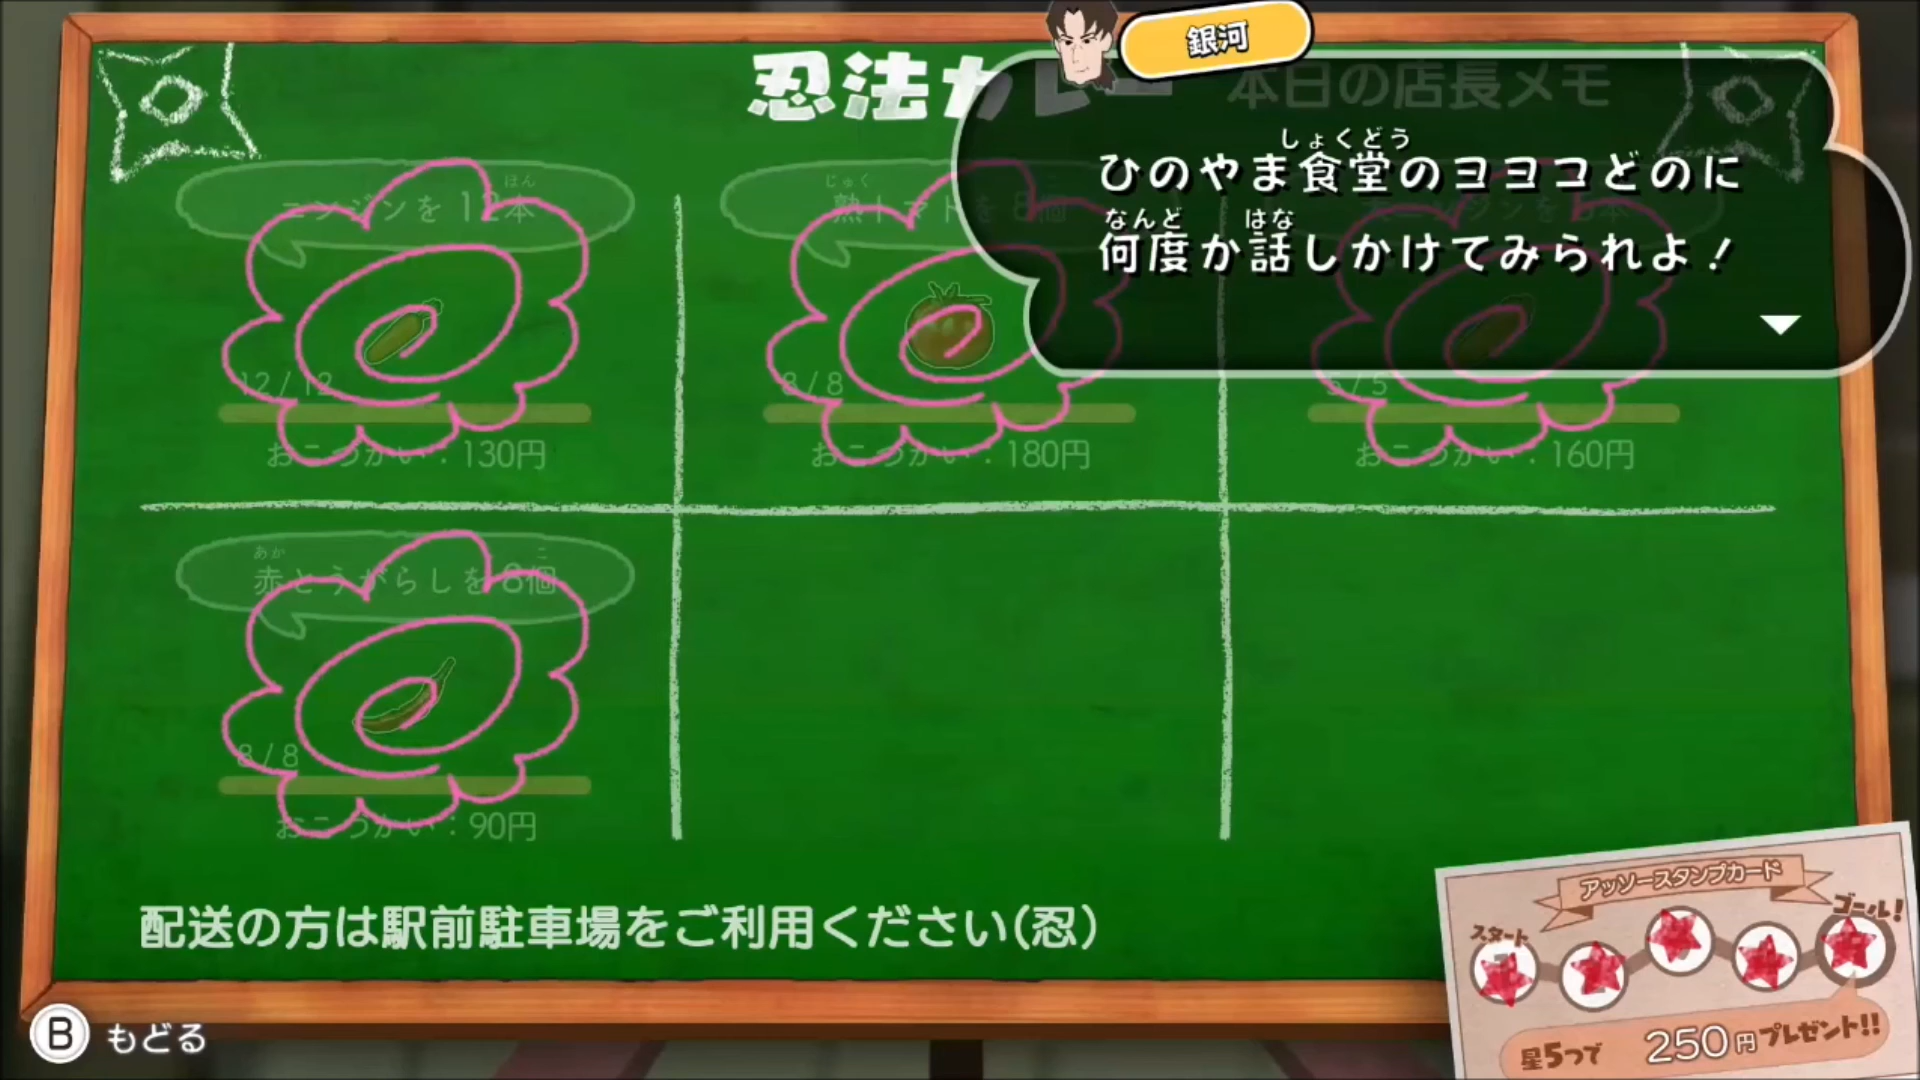 銀河
忍法カレー 本日の店長メモ
しょくどう
ひのやま食堂のヨヨコどのに
なんど はな
何度か話しかけてみられよ！
ほん
ニンジンを 12本
じゅく
熟トマトを 8個
12/12
8/8
5/5
おこづかい：130円
おこづかい：180円
おこづかい：160円
あか こ
赤とうがらしを 8個
8/8
おこづかい：90円
配送の方は駅前駐車場をご利用ください(忍)
アッソースタンプカード
スタート
ゴール!
星5つで 250円プレゼント!!
B もどる